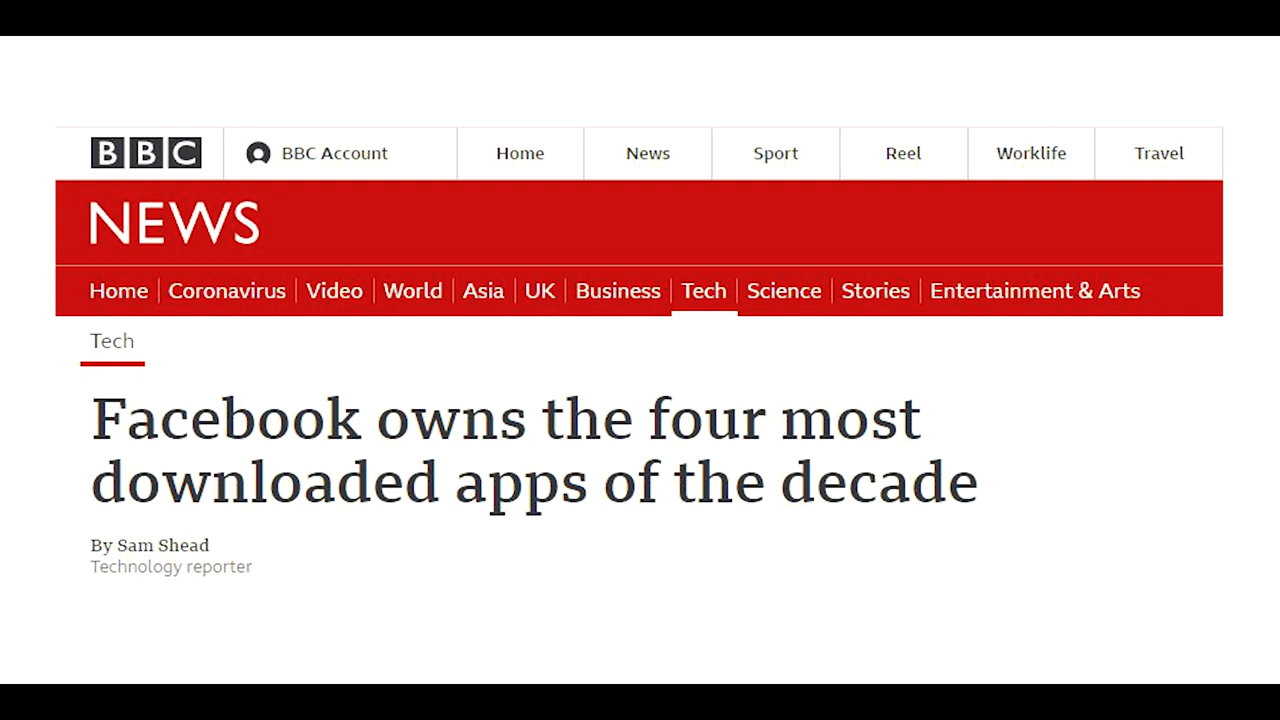 BBC BBC Account Home News Sport Reel Worklife Travel
NEWS
Home Coronavirus Video World Asia UK Business Tech Science Stories Entertainment & Arts
Tech
Facebook owns the four most
downloaded apps of the decade
By Sam Shead
Technology reporter